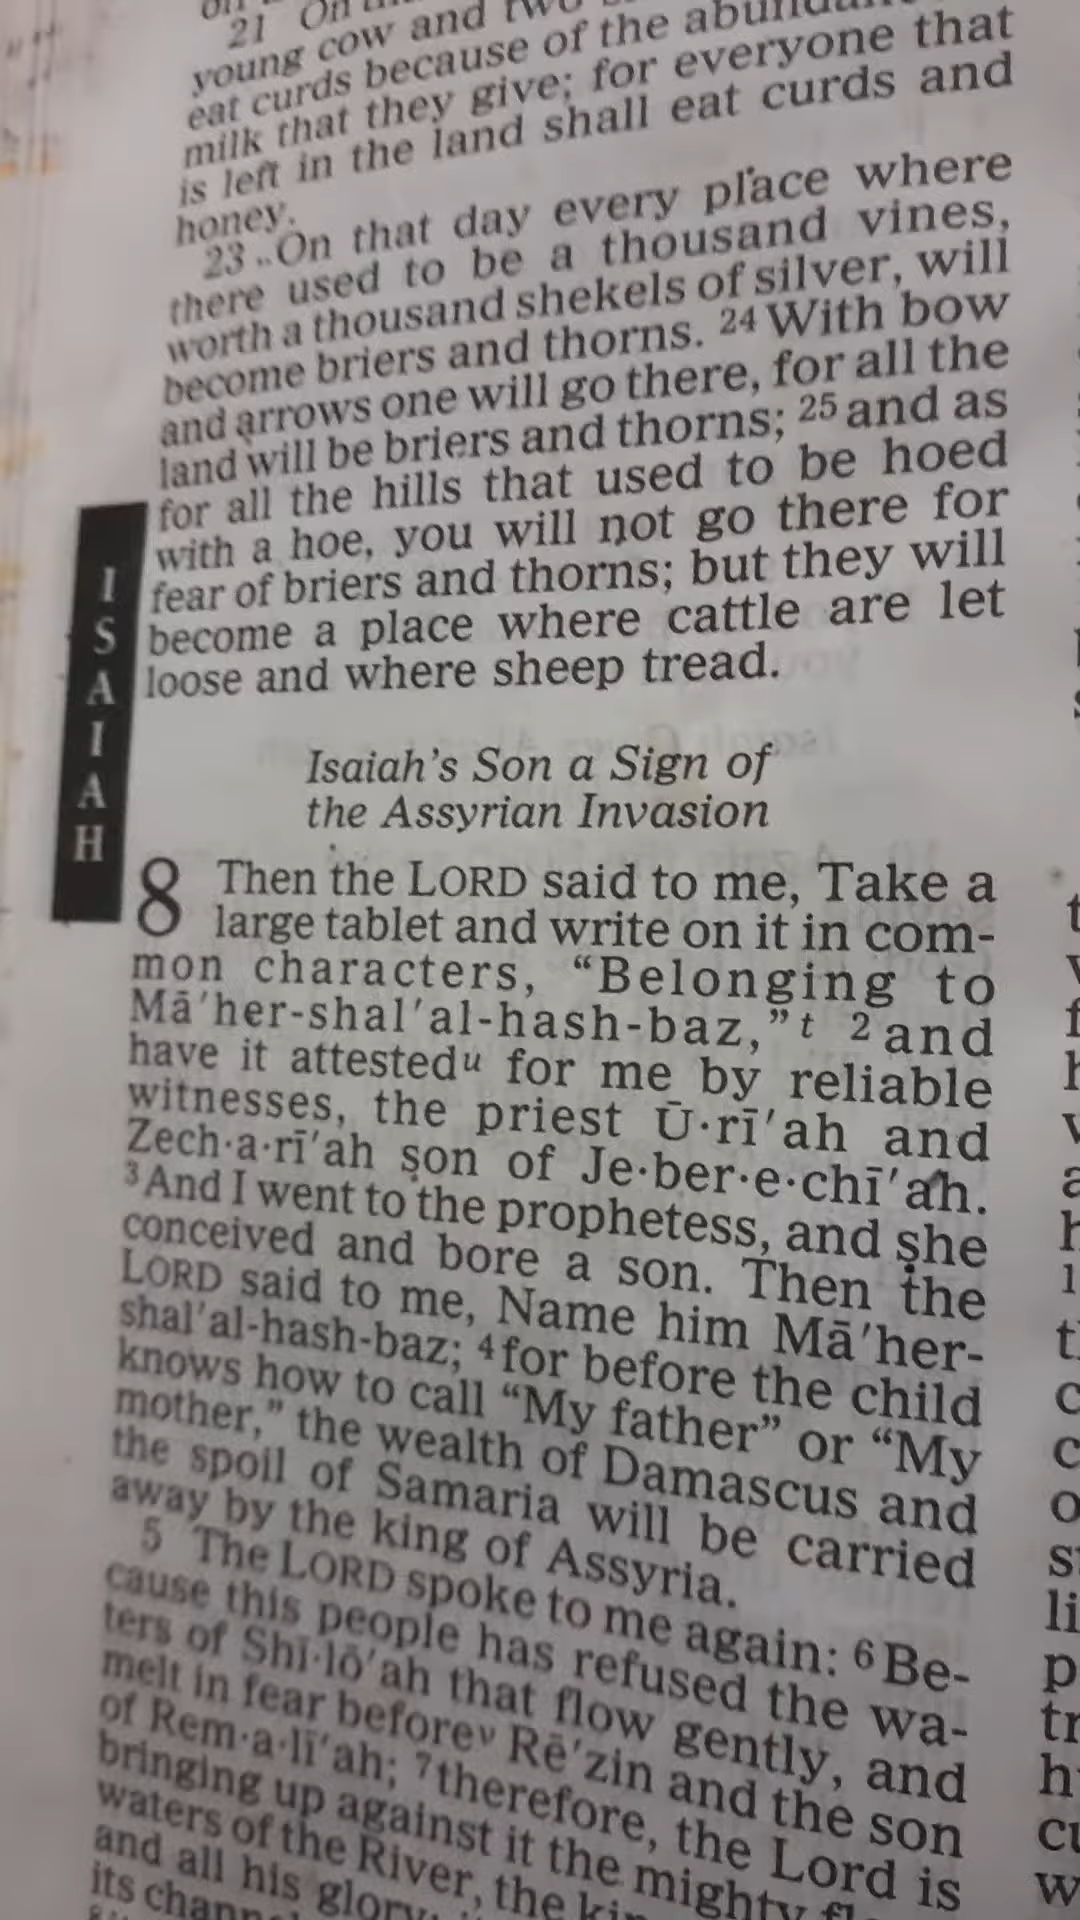 21 On
young cow and two
eat curds because of the
milk that they give; for everyone that
is left in the land shall eat curds and
honey.
23 On that day every place where
there used to be a thousand vines,
worth a thousand shekels of silver, will
become briers and thorns. 24 With bow
and arrows one will go there, for all the
land will be briers and thorns; 25 and as
for all the hills that used to be hoed
with a hoe, you will not go there for
fear of briers and thorns; but they will
become a place where cattle are let
loose and where sheep tread.
ISAIAH
Isaiah's Son a Sign of
the Assyrian Invasion
8 Then the LORD said to me, Take a
large tablet and write on it in com-
mon characters, “Belonging to
Mā′her-shal′al-hash-baz,” t 2 and
have it attested u for me by reliable
witnesses, the priest Ū·rī′ah and
Zech·a·rī′ah son of Je·ber·e·chī′ah.
3 And I went to the prophetess, and she
conceived and bore a son. Then the
LORD said to me, Name him Mā′her-
shal′al-hash-baz; 4 for before the child
knows how to call “My father” or “My
mother,” the wealth of Damascus and
the spoil of Samaria will be carried
away by the king of Assyria.
5 The LORD spoke to me again: 6 Be-
cause this people has refused the wa-
ters of Shī·lō′ah that flow gently, and
melt in fear before v Rē′zin and the son
of Rem·a·lī′ah; 7 therefore, the Lord is
bringing up against it the mighty
waters of the River, the
and all his glory;
its